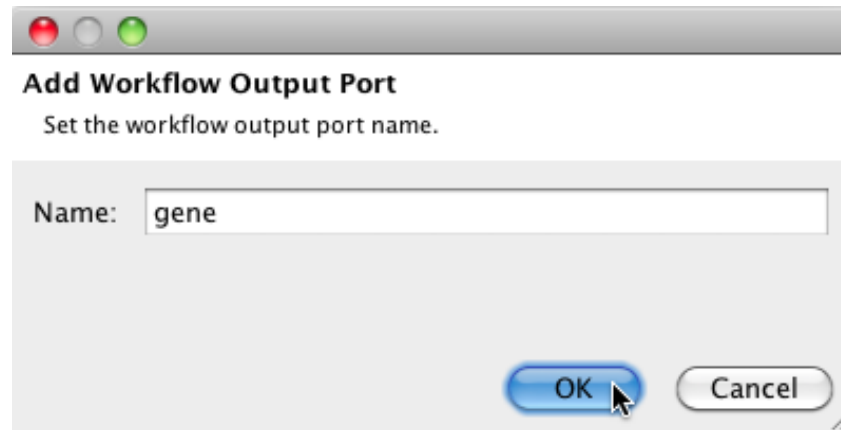 Add Workflow Output Port
Set the workflow output port name.
Name: gene
OK Cancel